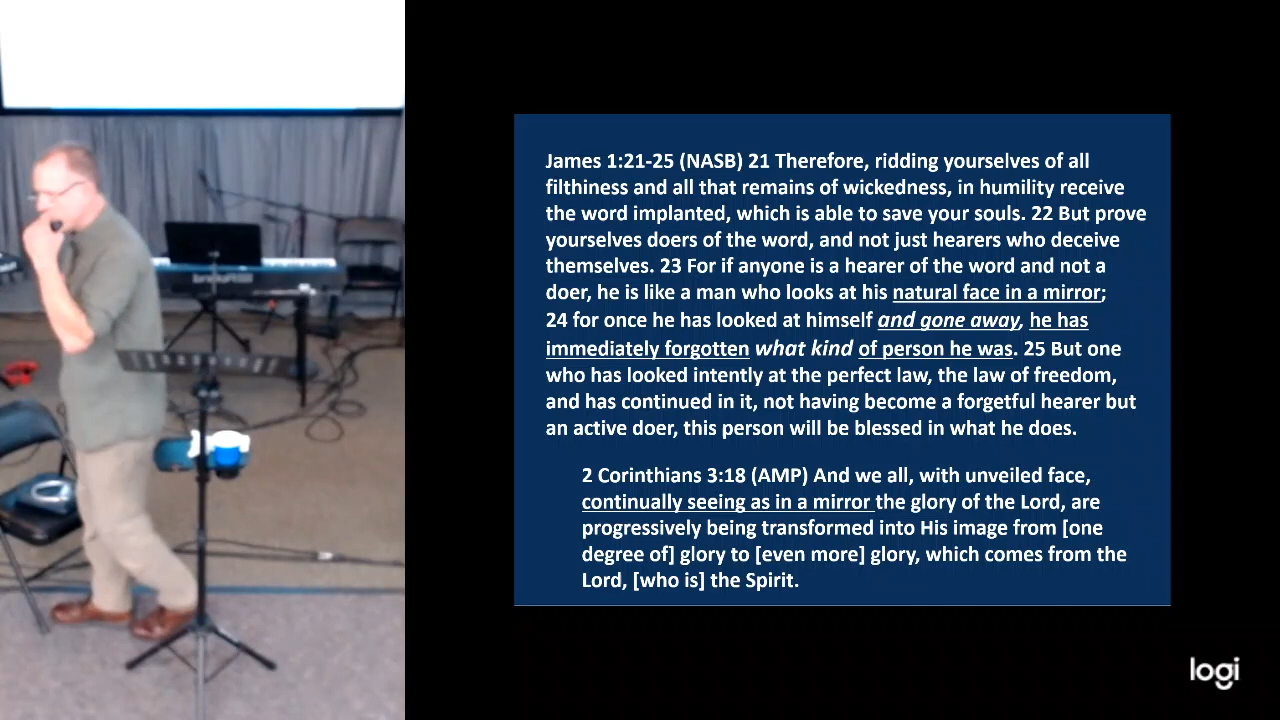 James 1:21-25 (NASB) 21 Therefore, ridding yourselves of all
filthiness and all that remains of wickedness, in humility receive
the word implanted, which is able to save your souls. 22 But prove
yourselves doers of the word, and not just hearers who deceive
themselves. 23 For if anyone is a hearer of the word and not a
doer, he is like a man who looks at his natural face in a mirror;
24 for once he has looked at himself and gone away, he has
immediately forgotten what kind of person he was. 25 But one
who has looked intently at the perfect law, the law of freedom,
and has continued in it, not having become a forgetful hearer but
an active doer, this person will be blessed in what he does.
2 Corinthians 3:18 (AMP) And we all, with unveiled face,
continually seeing as in a mirror the glory of the Lord, are
progressively being transformed into His image from [one
degree of] glory to [even more] glory, which comes from the
Lord, [who is] the Spirit.
logi